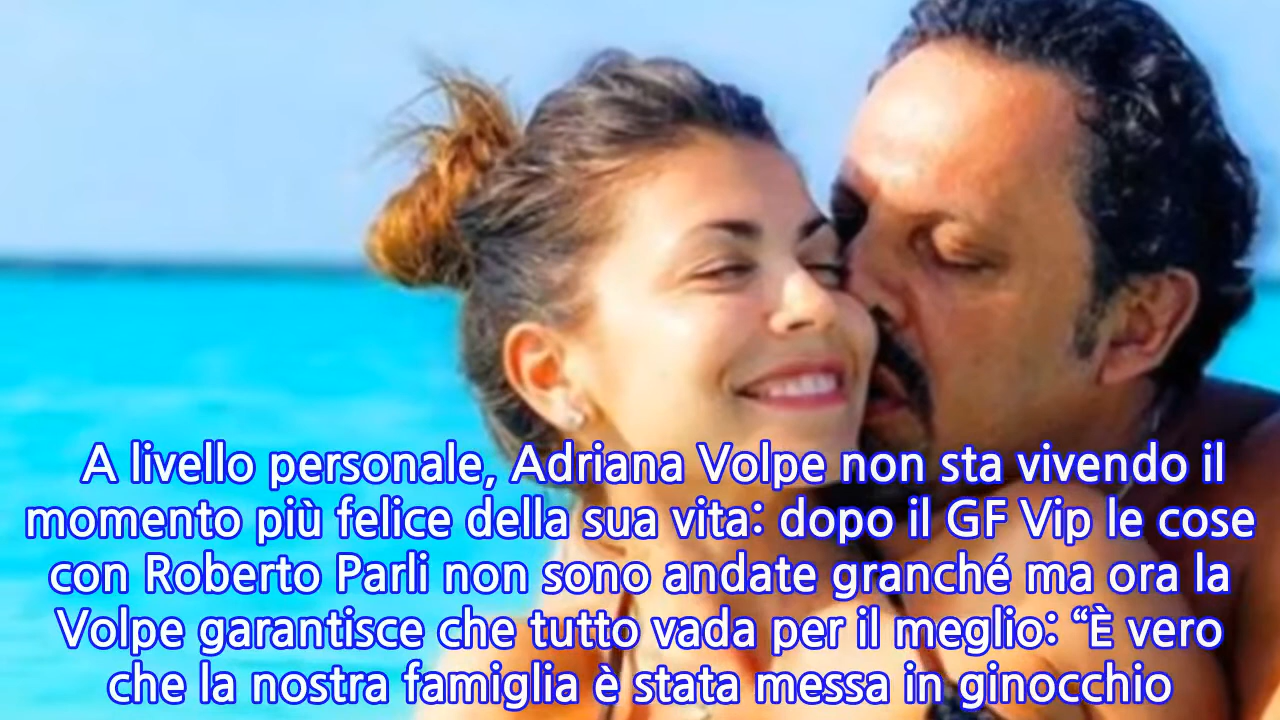 A livello personale, Adriana Volpe non sta vivendo il
momento più felice della sua vita: dopo il GF Vip le cose
con Roberto Parli non sono andate granché ma ora la
Volpe garantisce che tutto vada per il meglio: “È vero
che la nostra famiglia è stata messa in ginocchio